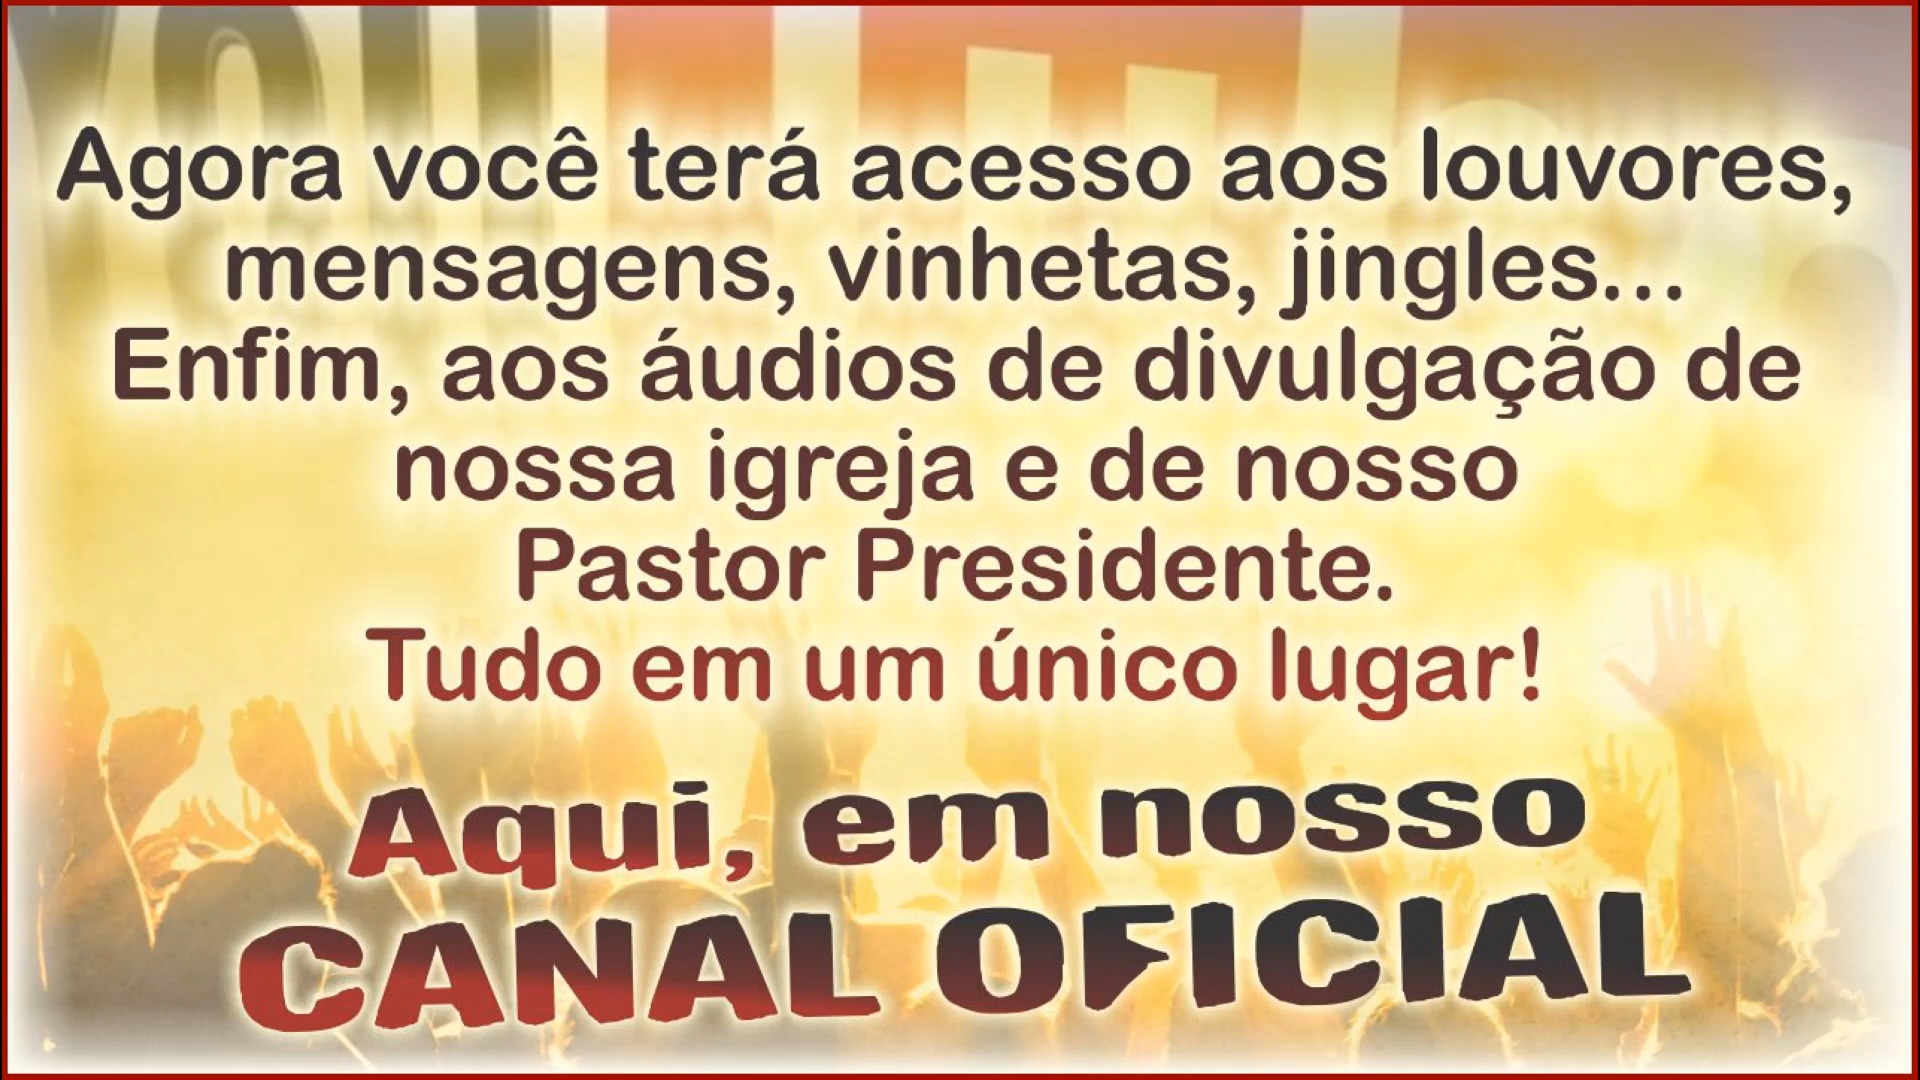 Agora você terá acesso aos louvores,
mensagens, vinhetas, jingles...
Enfim, aos áudios de divulgação de
nossa igreja e de nosso
Pastor Presidente.
Tudo em um único lugar!
Aqui, em nosso
CANAL OFICIAL